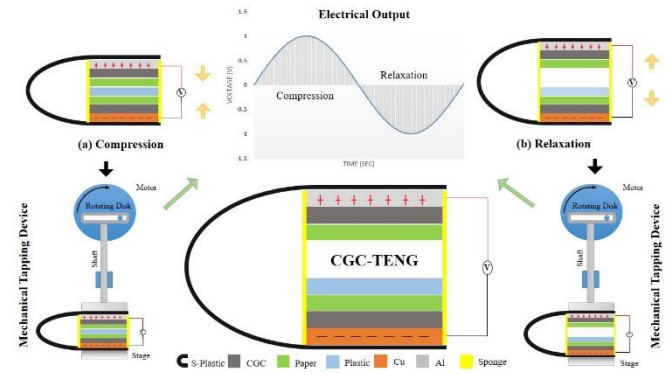 Electrical Output
VOLTAGE (V)
1.5
1
0.5
0
-0.5
-1
-1.5
Compression
Relaxation
TIME (SEC)
+ + + + + + +
V
− − − − − − −
(a) Compression
+ + + + + + +
V
− − − − − − −
(b) Relaxation
Mechanical Tapping Device
Motor
Rotating Disk
Shaft
Stage
+ + + + + + +
CGC-TENG
V
− − − − − − −
Motor
Rotating Disk
Shaft
Stage
Mechanical Tapping Device
S-Plastic CGC Paper Plastic Cu Al Sponge